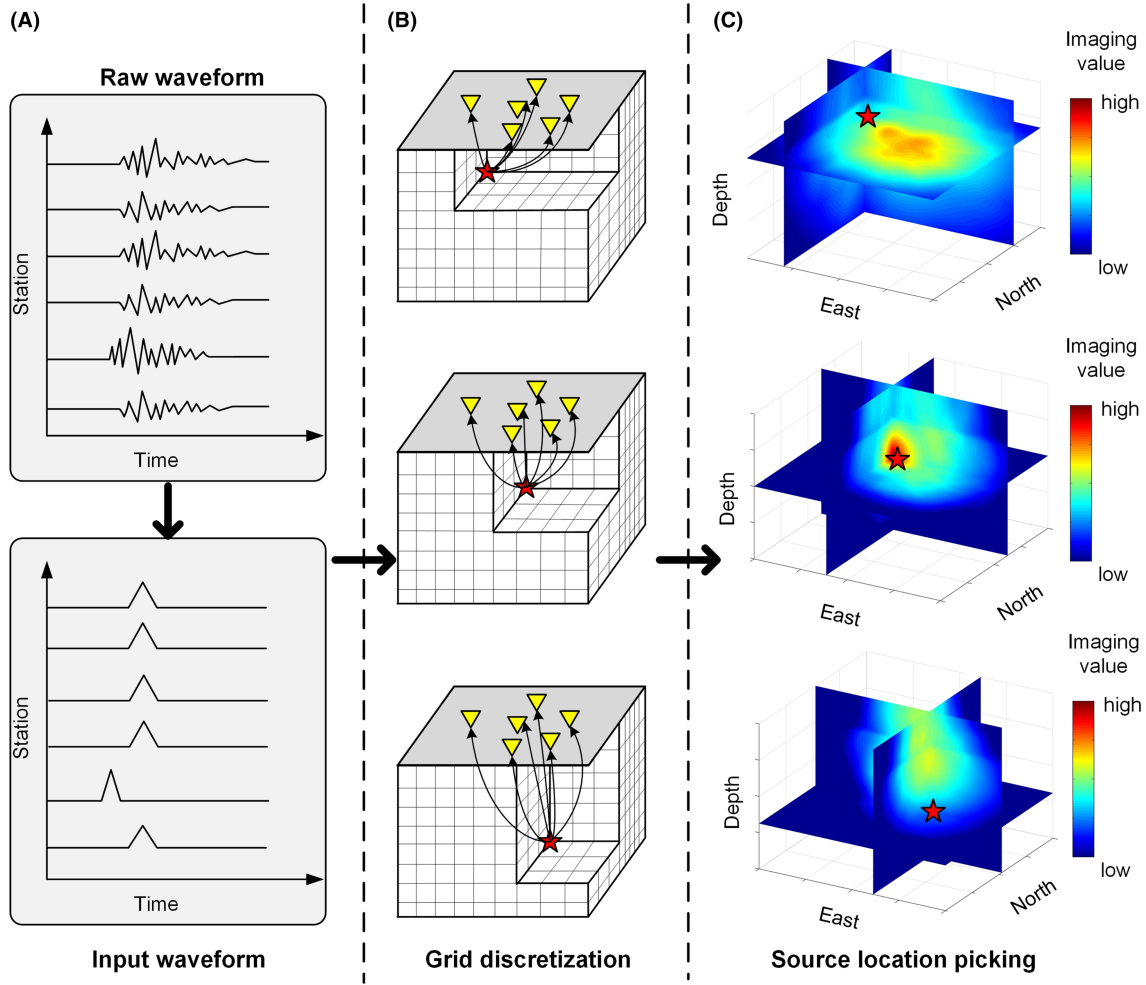 (A)
Raw waveform
Station
Time
Station
Time
Input waveform
(B)
Grid discretization
(C)
Imaging
value
high
low
Depth
East
North
Imaging
value
high
low
Depth
East
North
Imaging
value
high
low
Depth
East
North
Source location picking